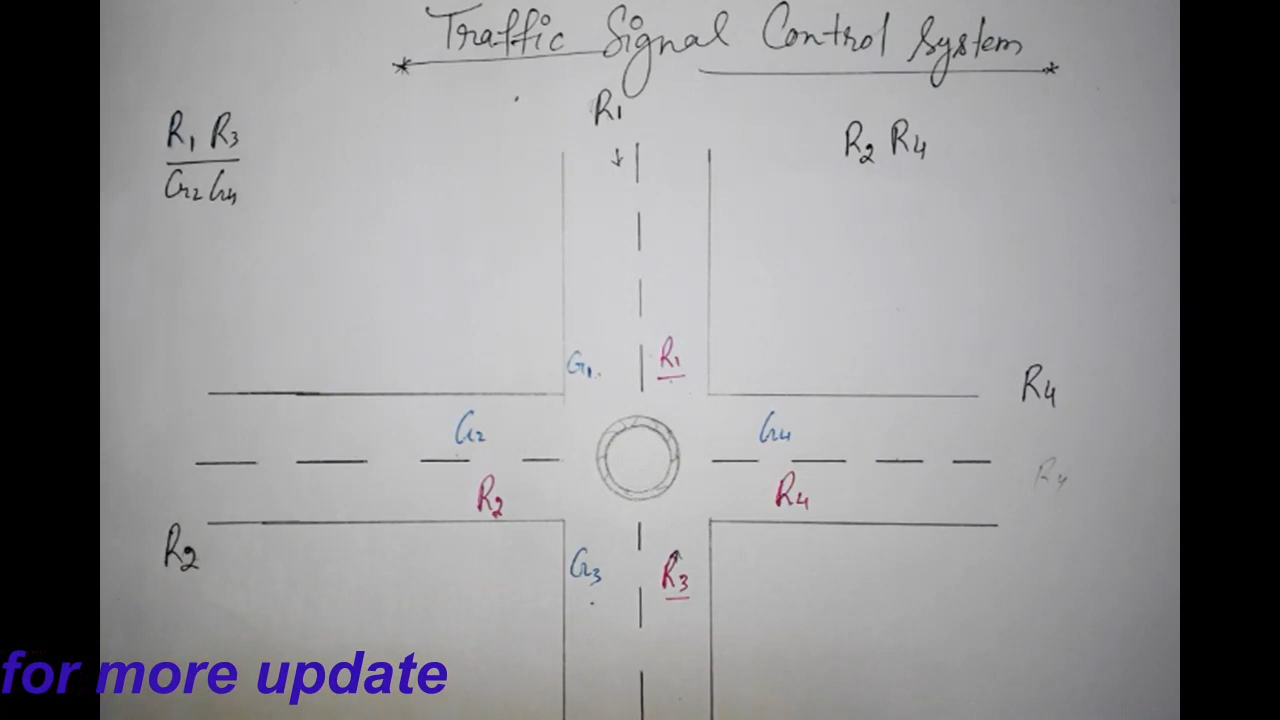 Traffic Signal Control System
R1
R1 R3
G2 G4
R2 R4
G1
R1
R4
G2
G4
R4
R2
R4
R2
G3
R3
for more update